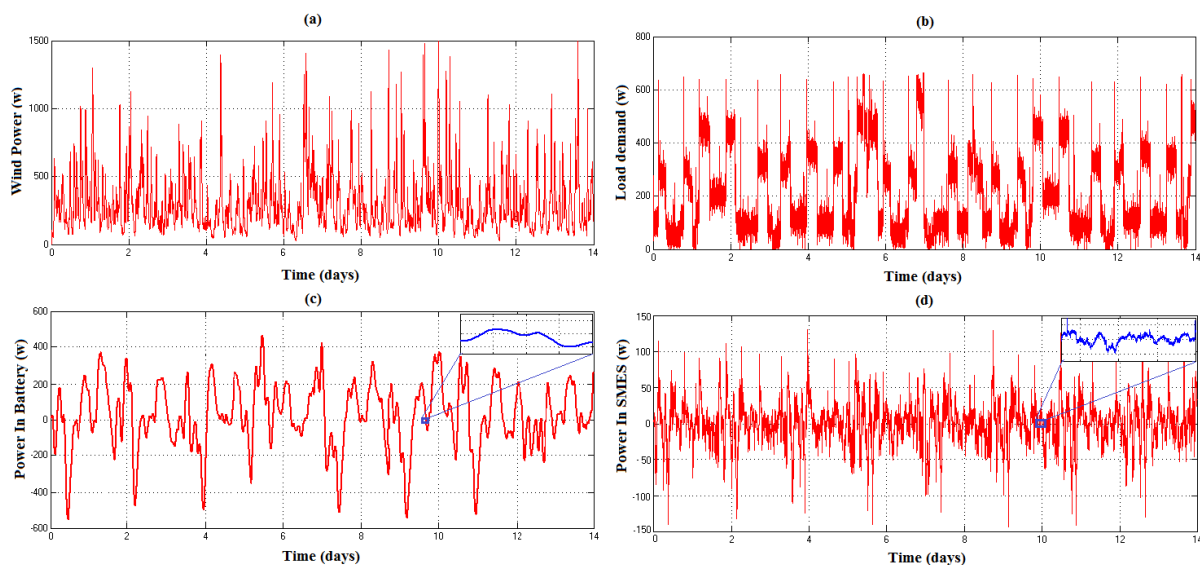 (a)
Wind Power (w)
1500
1000
500
0
0 2 4 6 8 10 12 14
Time (days)
(b)
Load demand (w)
800
600
400
200
0
0 2 4 6 8 10 12 14
Time (days)
(c)
Power In Battery (w)
600
400
200
0
-200
-400
-600
0 2 4 6 8 10 12 14
Time (days)
(d)
Power In SMES (w)
150
100
50
0
-50
-100
-150
0 2 4 6 8 10 12 14
Time (days)